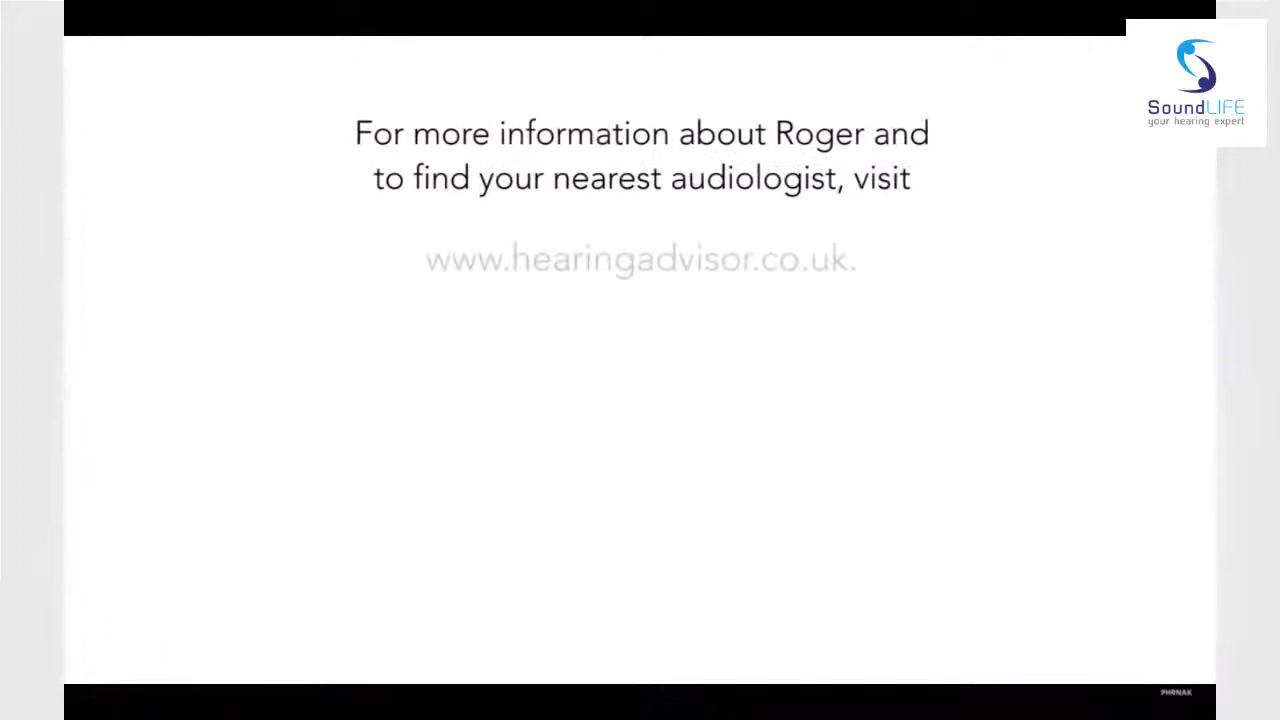 SoundLIFE
your hearing expert
For more information about Roger and
to find your nearest audiologist, visit
www.hearingadvisor.co.uk.
PHONAK